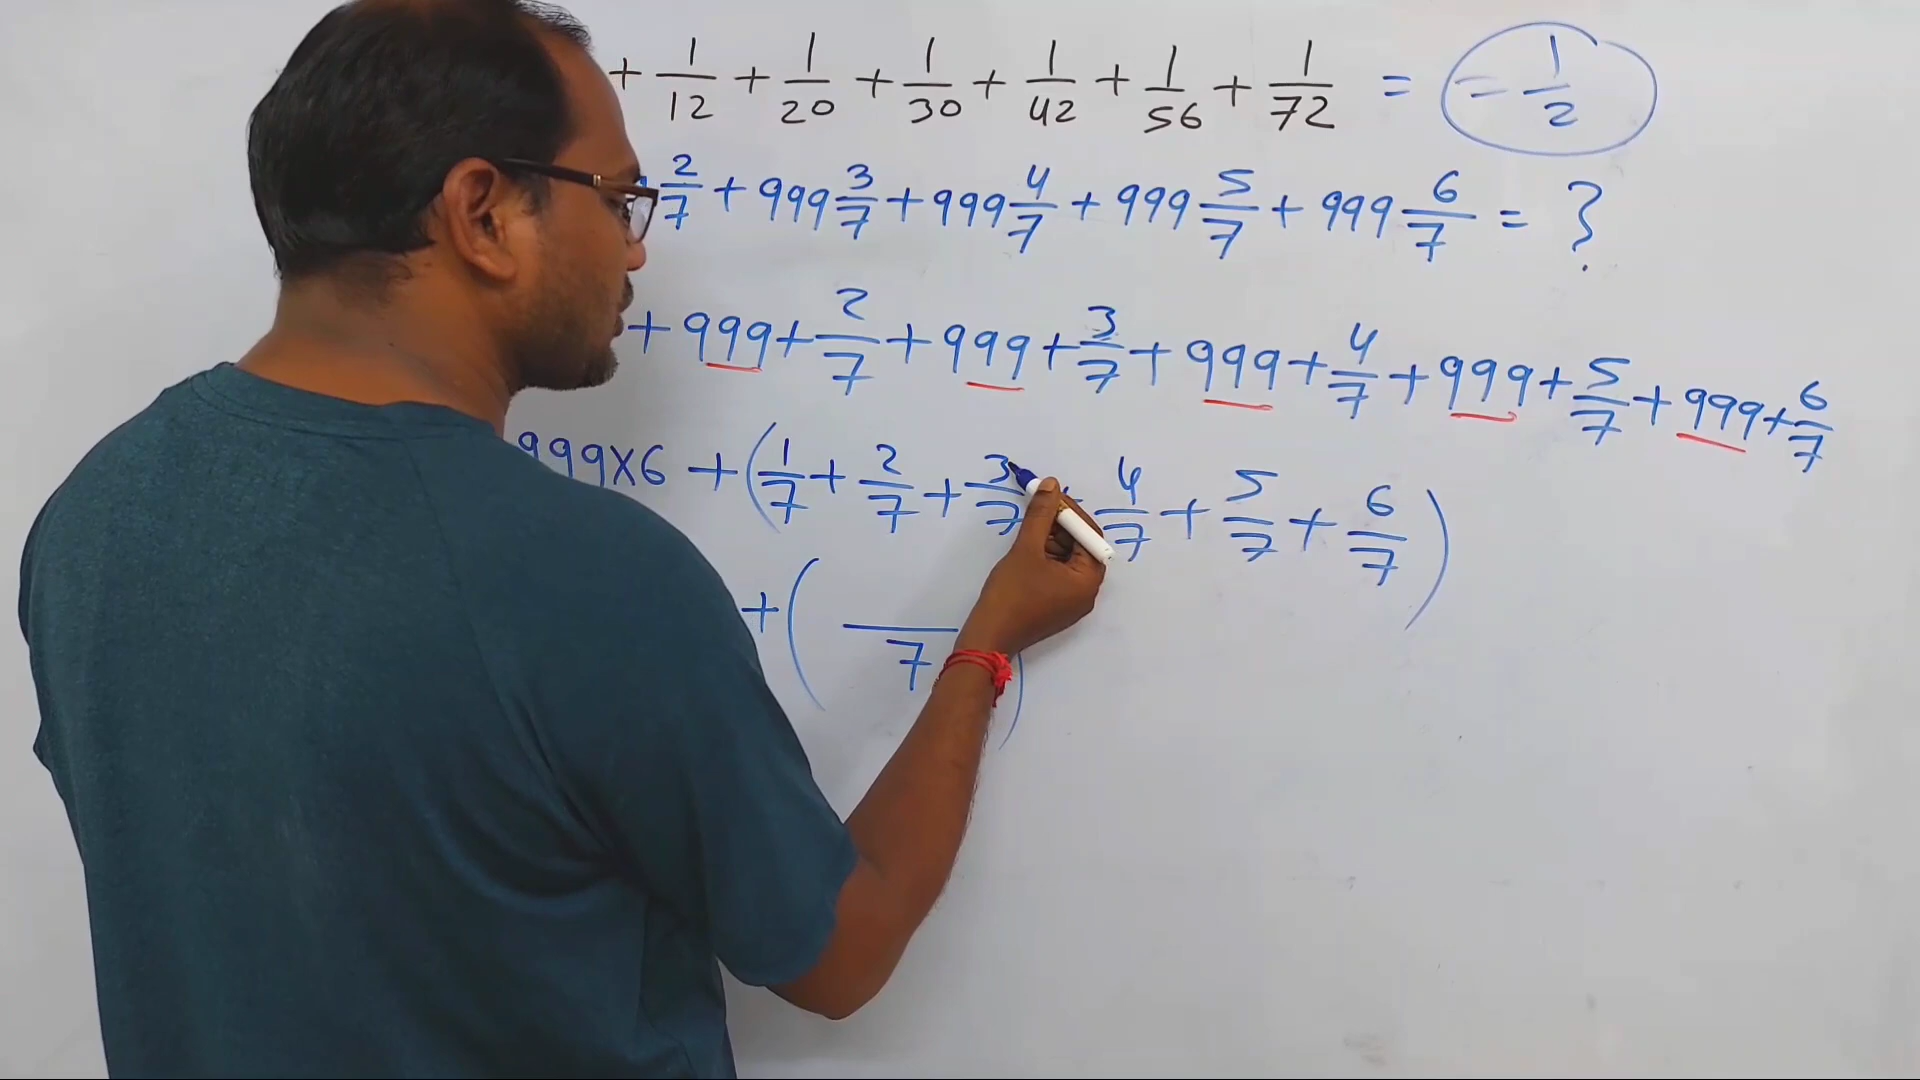 + 1/12 + 1/20 + 1/30 + 1/42 + 1/56 + 1/72 = = 1/2
2/7 + 999 3/7 + 999 4/7 + 999 5/7 + 999 6/7 = ?
+ 999 + 2/7 + 999 + 3/7 + 999 + 4/7 + 999 + 5/7 + 999 + 6/7
999×6 + (1/7 + 2/7 + 3/7 + 4/7 + 5/7 + 6/7)
+ ( /7)